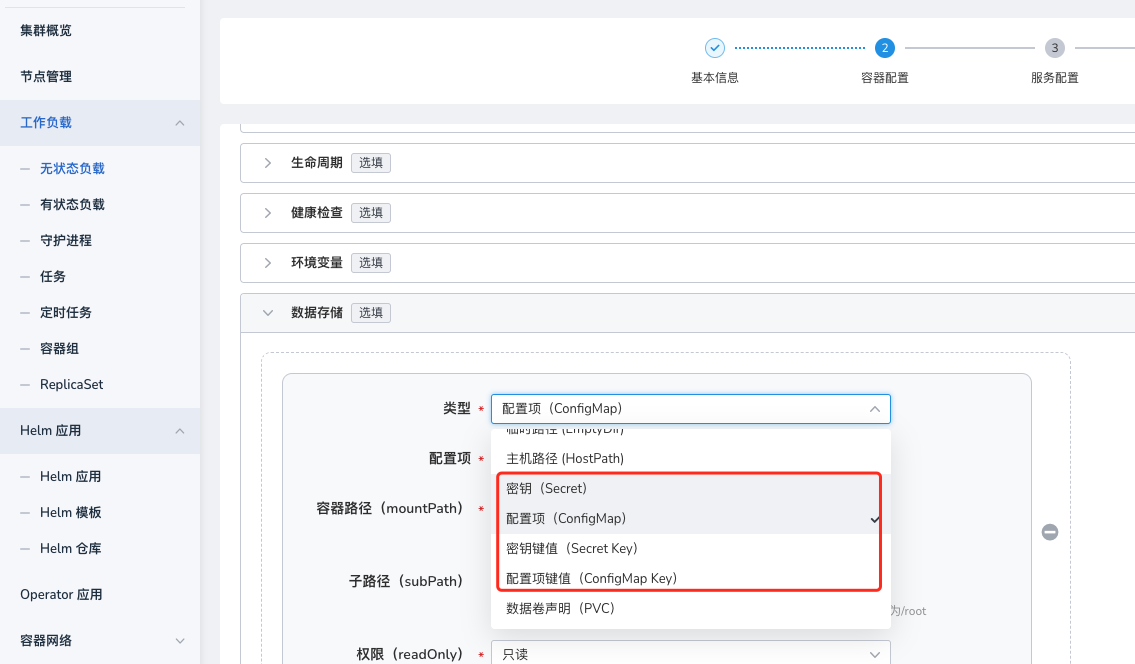 集群概览
节点管理
工作负载
无状态负载
有状态负载
守护进程
任务
定时任务
容器组
ReplicaSet
Helm 应用
Helm 应用
Helm 模板
Helm 仓库
Operator 应用
容器网络
2
3
基本信息
容器配置
服务配置
生命周期 选填
健康检查 选填
环境变量 选填
数据存储 选填
类型 *
配置项（ConfigMap）
临时路径 (EmptyDir)
配置项 *
主机路径 (HostPath)
密钥（Secret）
容器路径（mountPath） *
配置项（ConfigMap）
密钥键值（Secret Key）
子路径（subPath）
配置项键值（ConfigMap Key）
数据卷声明（PVC）
为/root
权限（readOnly） *
只读